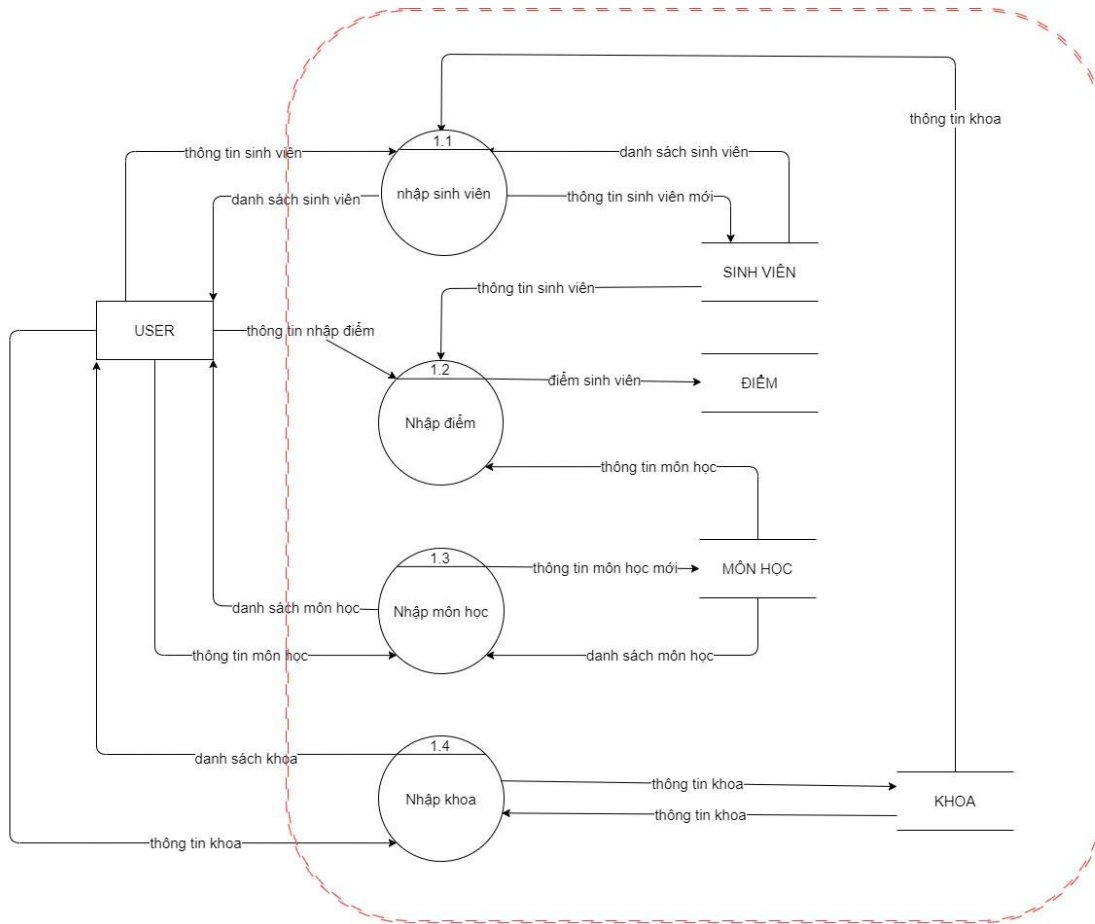 thông tin khoa
1.1
thông tin sinh viên
danh sách sinh viên
danh sách sinh viên
nhập sinh viên
thông tin sinh viên mới
SINH VIÊN
thông tin sinh viên
USER
thông tin nhập điểm
1.2
điểm sinh viên
ĐIỂM
Nhập điểm
thông tin môn học
1.3
thông tin môn học mới
MÔN HỌC
danh sách môn học
Nhập môn học
thông tin môn học
danh sách môn học
1.4
danh sách khoa
thông tin khoa
Nhập khoa
KHOA
thông tin khoa
thông tin khoa